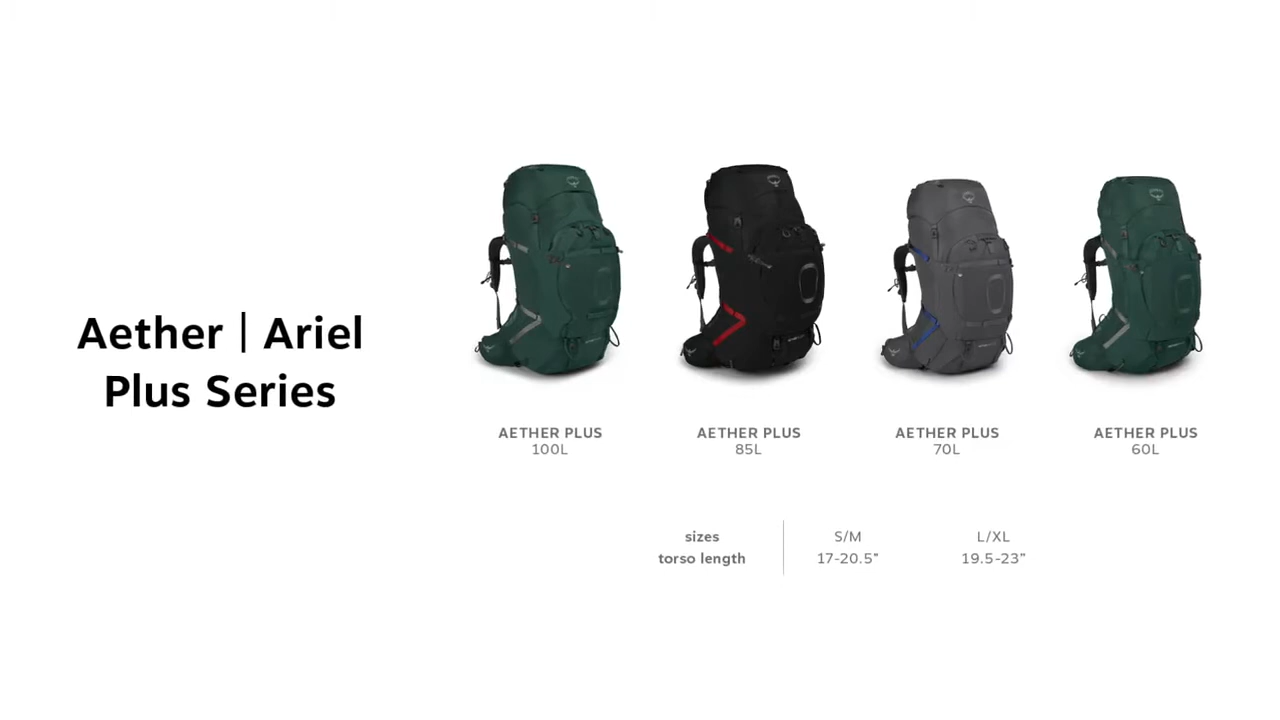 Aether | Ariel
Plus Series
AETHER PLUS
100L
AETHER PLUS
85L
AETHER PLUS
70L
AETHER PLUS
60L
sizes S/M L/XL
torso length 17-20.5” 19.5-23”